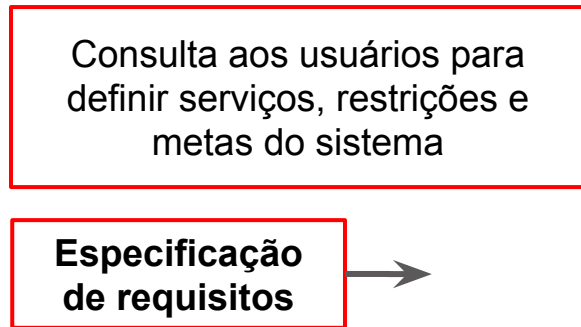 Consulta aos usuários para
definir serviços, restrições e
metas do sistema
Especificação
de requisitos